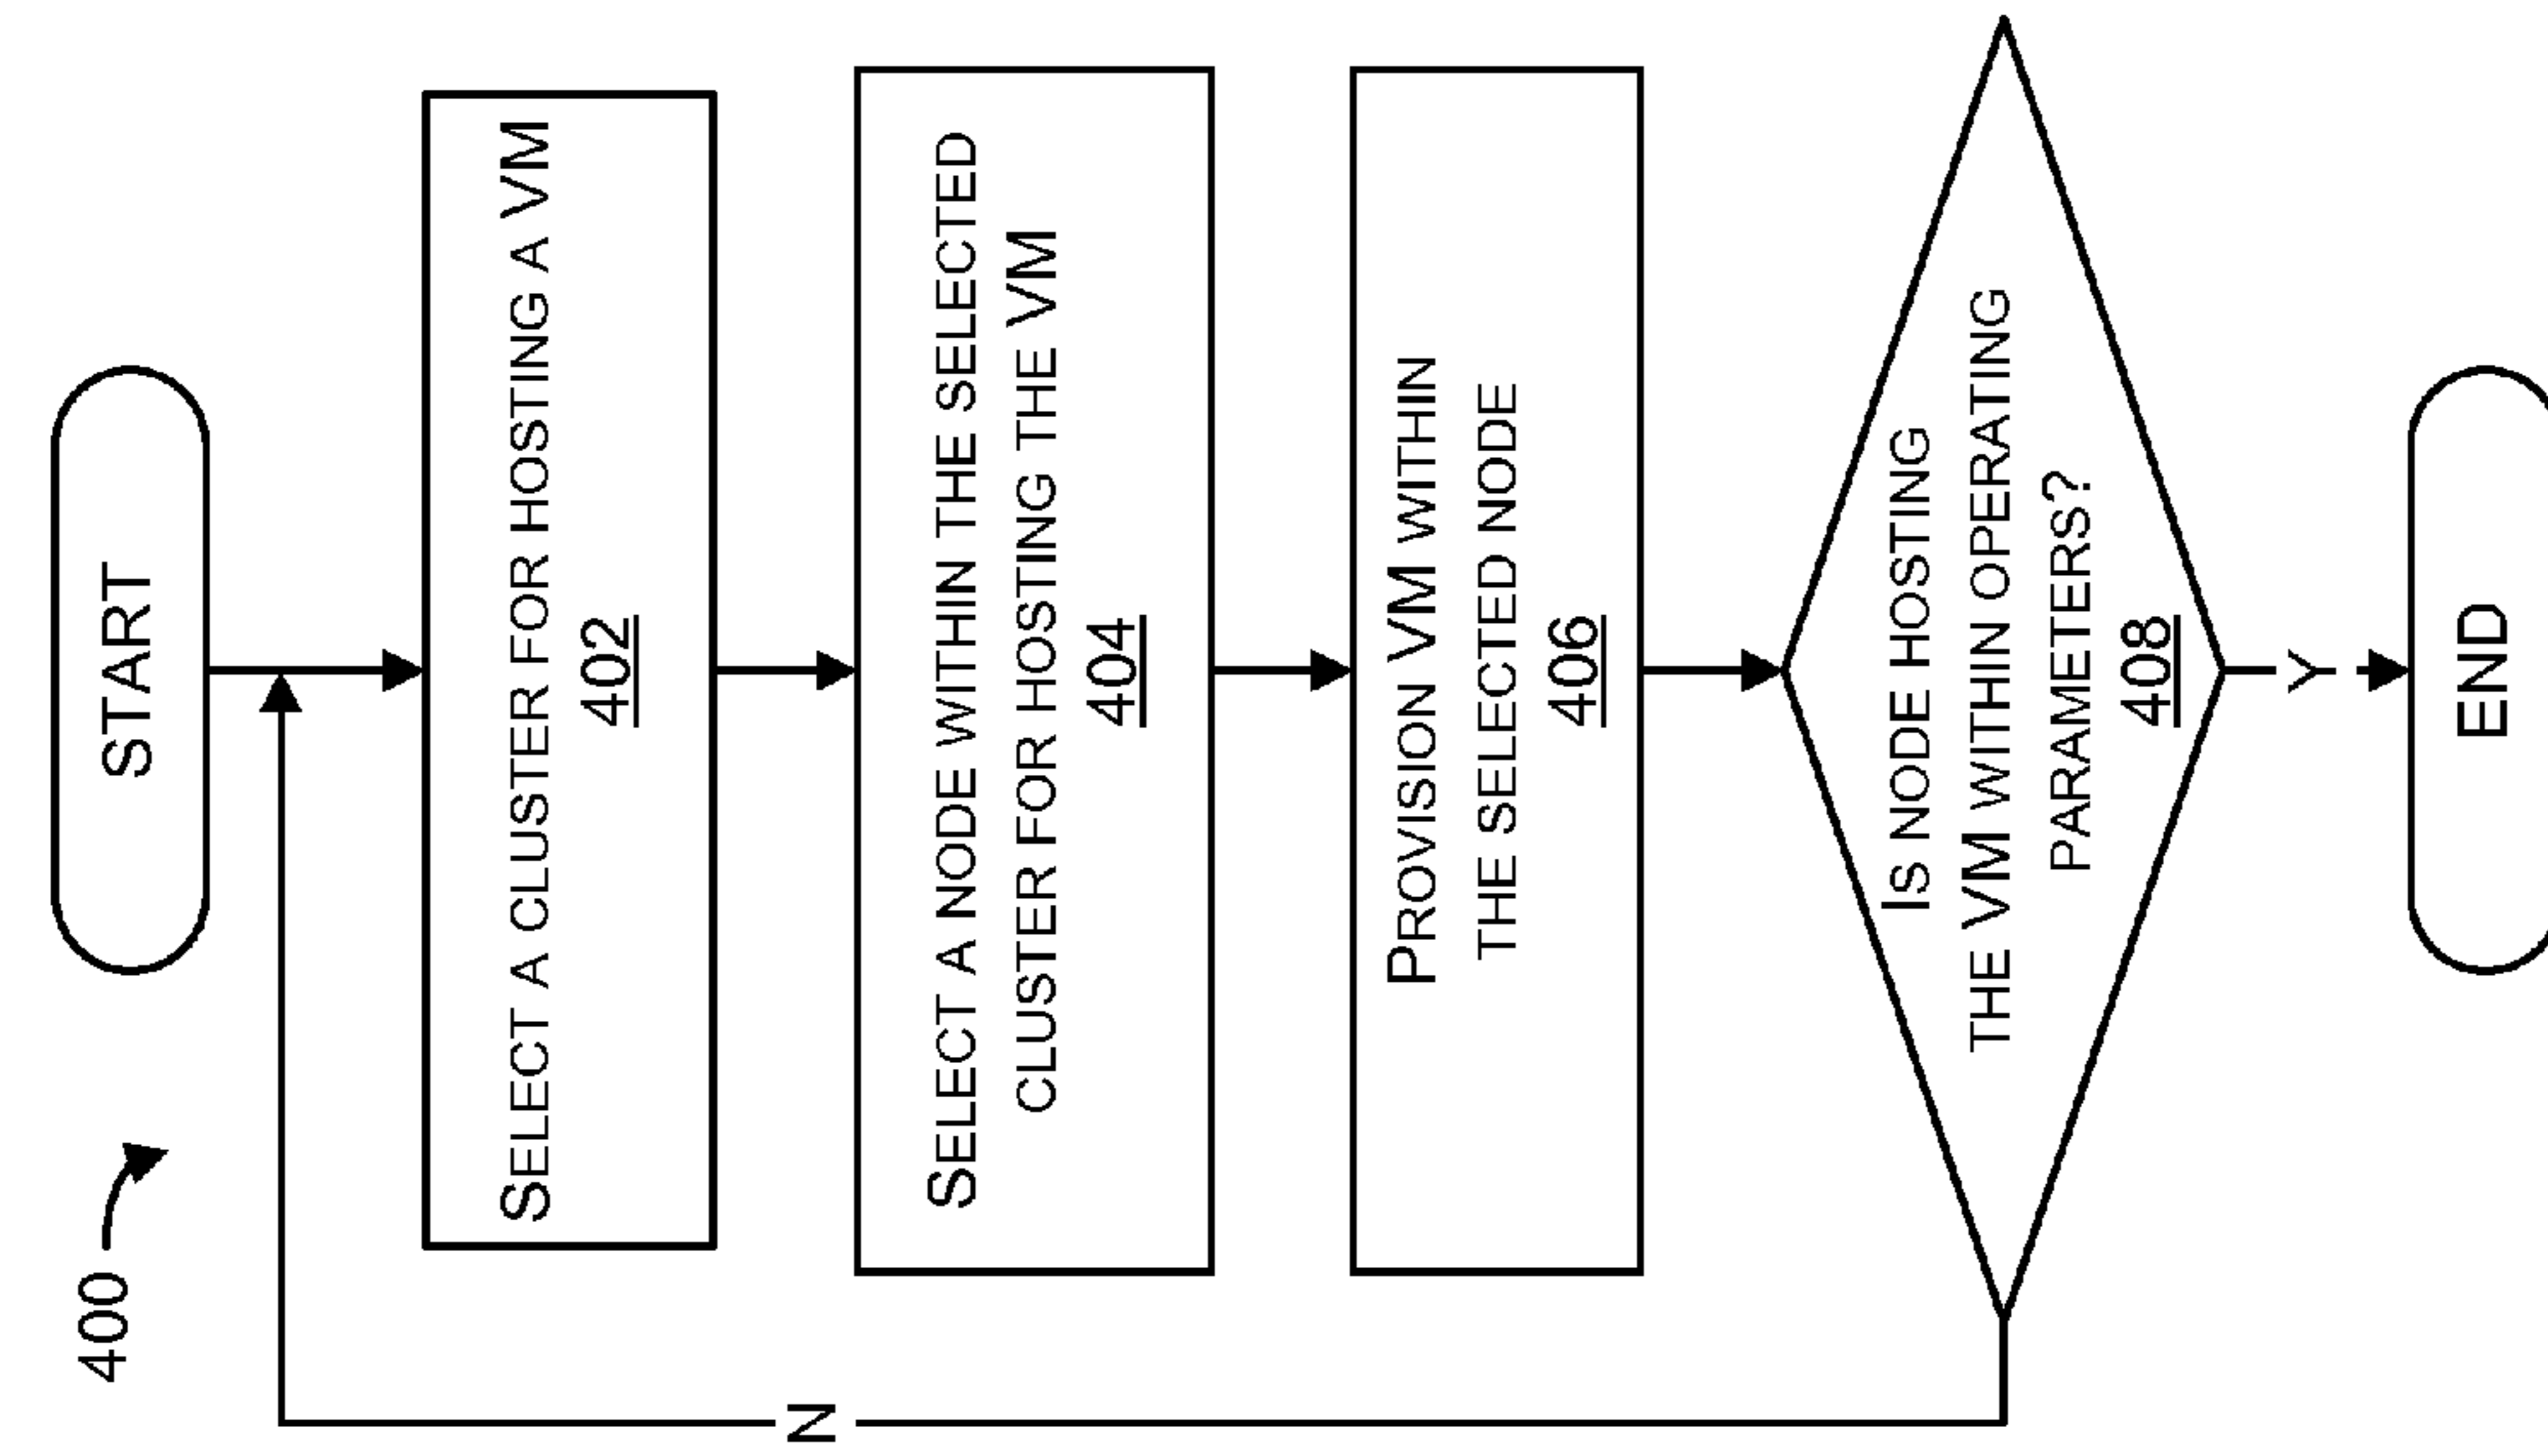 400
START
SELECT A CLUSTER FOR HOSTING A VM
402
SELECT A NODE WITHIN THE SELECTED
CLUSTER FOR HOSTING THE VM
404
PROVISION VM WITHIN
THE SELECTED NODE
406
IS NODE HOSTING
THE VM WITHIN OPERATING
PARAMETERS?
408
N
Y
END